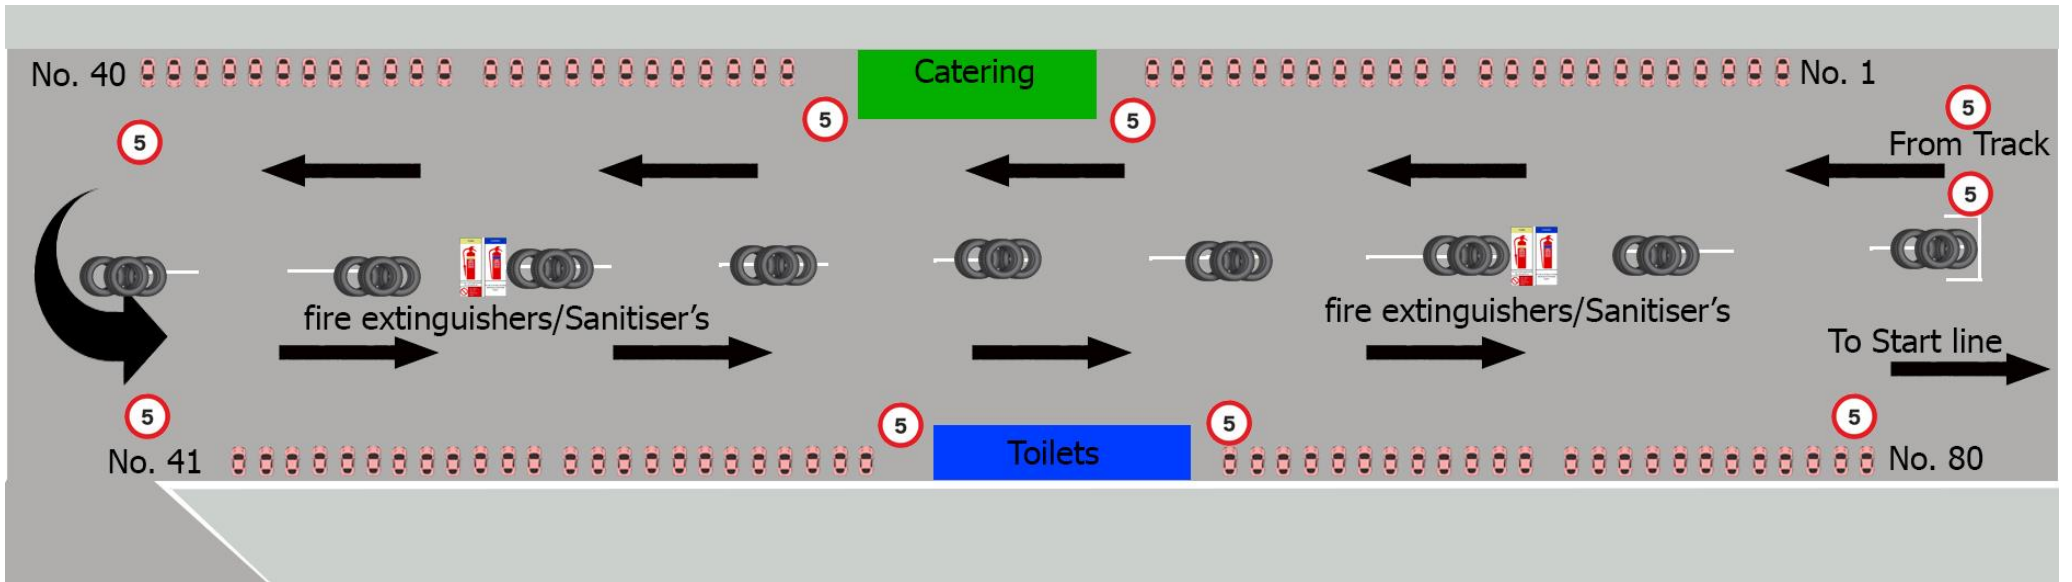 No. 40
Catering
No. 1
5
5
5
5
From Track
5
fire extinguishers/Sanitiser's
fire extinguishers/Sanitiser's
To Start line
5
5
5
5
No. 41
Toilets
No. 80